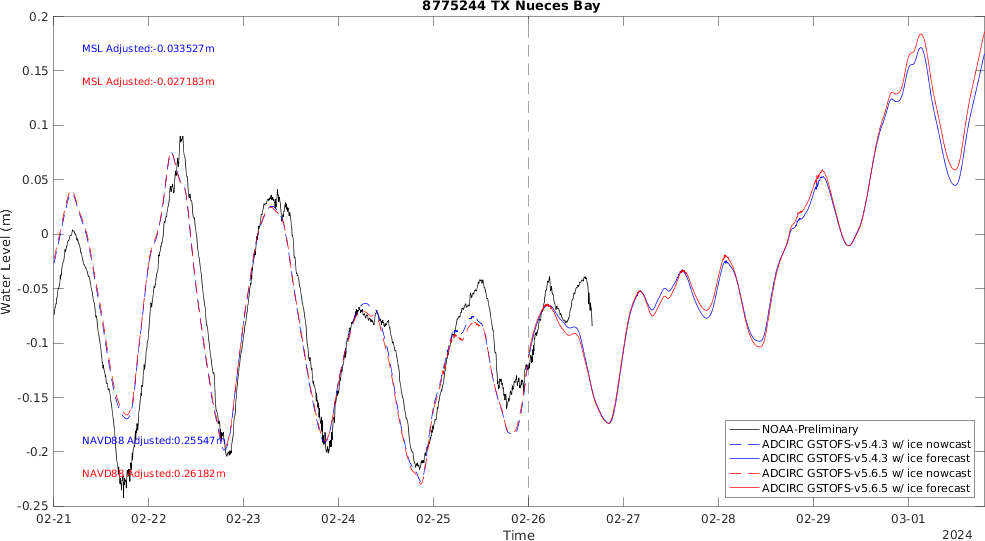 8775244 TX Nueces Bay
0.2
MSL Adjusted:-0.033527m
0.15
MSL Adjusted:-0.027183m
0.1
0.05
0
Water Level (m)
-0.05
-0.1
-0.15
NAVD88 Adjusted:0.25547m
-0.2
NAVD88 Adjusted:0.26182m
-0.25
NOAA-Preliminary
ADCIRC GSTOFS-v5.4.3 w/ ice nowcast
ADCIRC GSTOFS-v5.4.3 w/ ice forecast
ADCIRC GSTOFS-v5.6.5 w/ ice nowcast
ADCIRC GSTOFS-v5.6.5 w/ ice forecast
02-21 02-22 02-23 02-24 02-25 02-26 02-27 02-28 02-29 03-01
Time
2024